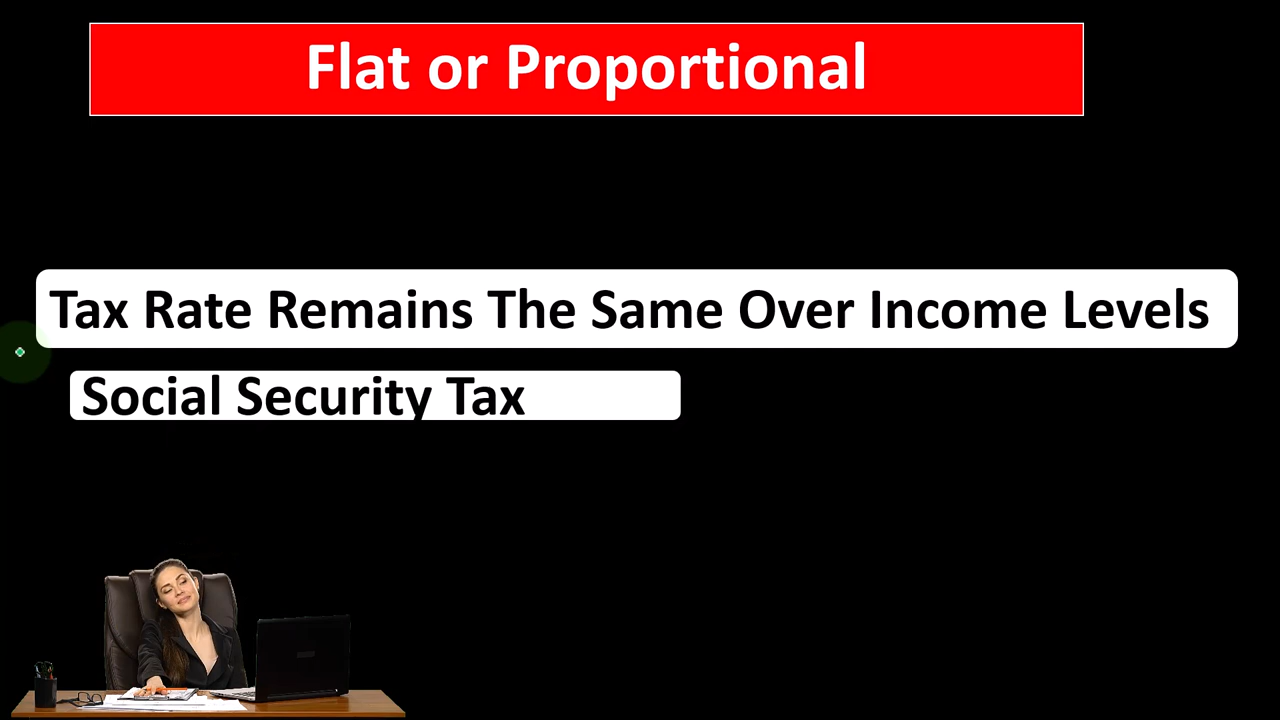 Flat or Proportional
Tax Rate Remains The Same Over Income Levels
Social Security Tax